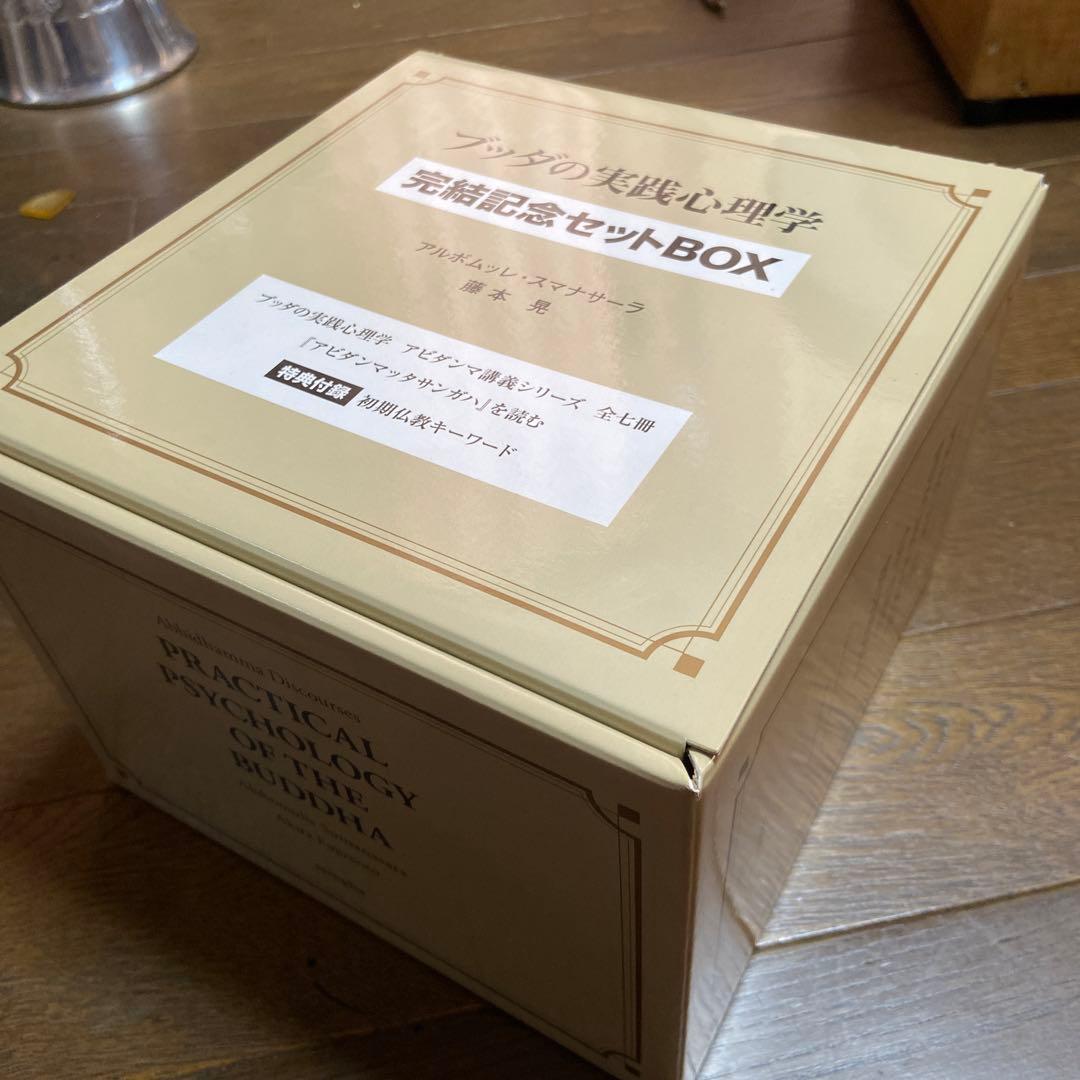 ブッダの実践心理学
完結記念セットBOX
アルボムッレ・スマナサーラ
藤本 晃
ブッダの実践心理学 アビダンマ講義シリーズ 全七冊
『アビダンマッタサンガハ』を読む
特典付録 初期仏教キーワード
Abhidhamma Discourses
PRACTICAL
PSYCHOLOGY
OF THE
BUDDHA